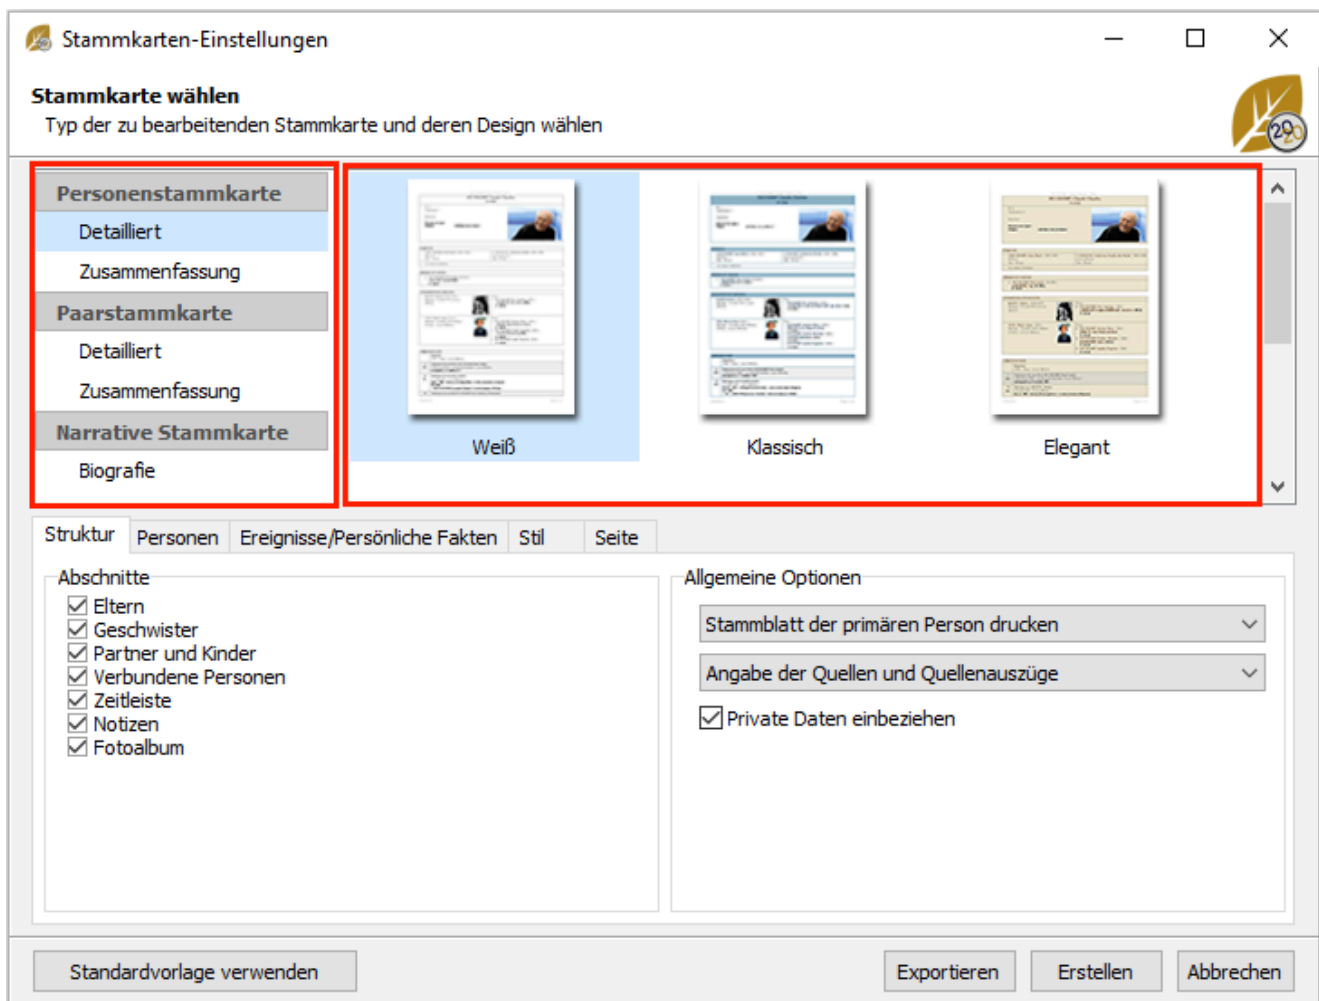 Stammkarten-Einstellungen
Stammkarte wählen
Typ der zu bearbeitenden Stammkarte und deren Design wählen
2020
Personenstammkarte
Detailliert
Zusammenfassung
Paarstammkarte
Detailliert
Zusammenfassung
Narrative Stammkarte
Biografie
Weiß
Klassisch
Elegant
Struktur Personen Ereignisse/Persönliche Fakten Stil Seite
Abschnitte
Eltern
Geschwister
Partner und Kinder
Verbundene Personen
Zeitleiste
Notizen
Fotoalbum
Allgemeine Optionen
Stammblatt der primären Person drucken
Angabe der Quellen und Quellenauszüge
Private Daten einbeziehen
Standardvorlage verwenden
Exportieren
Erstellen
Abbrechen